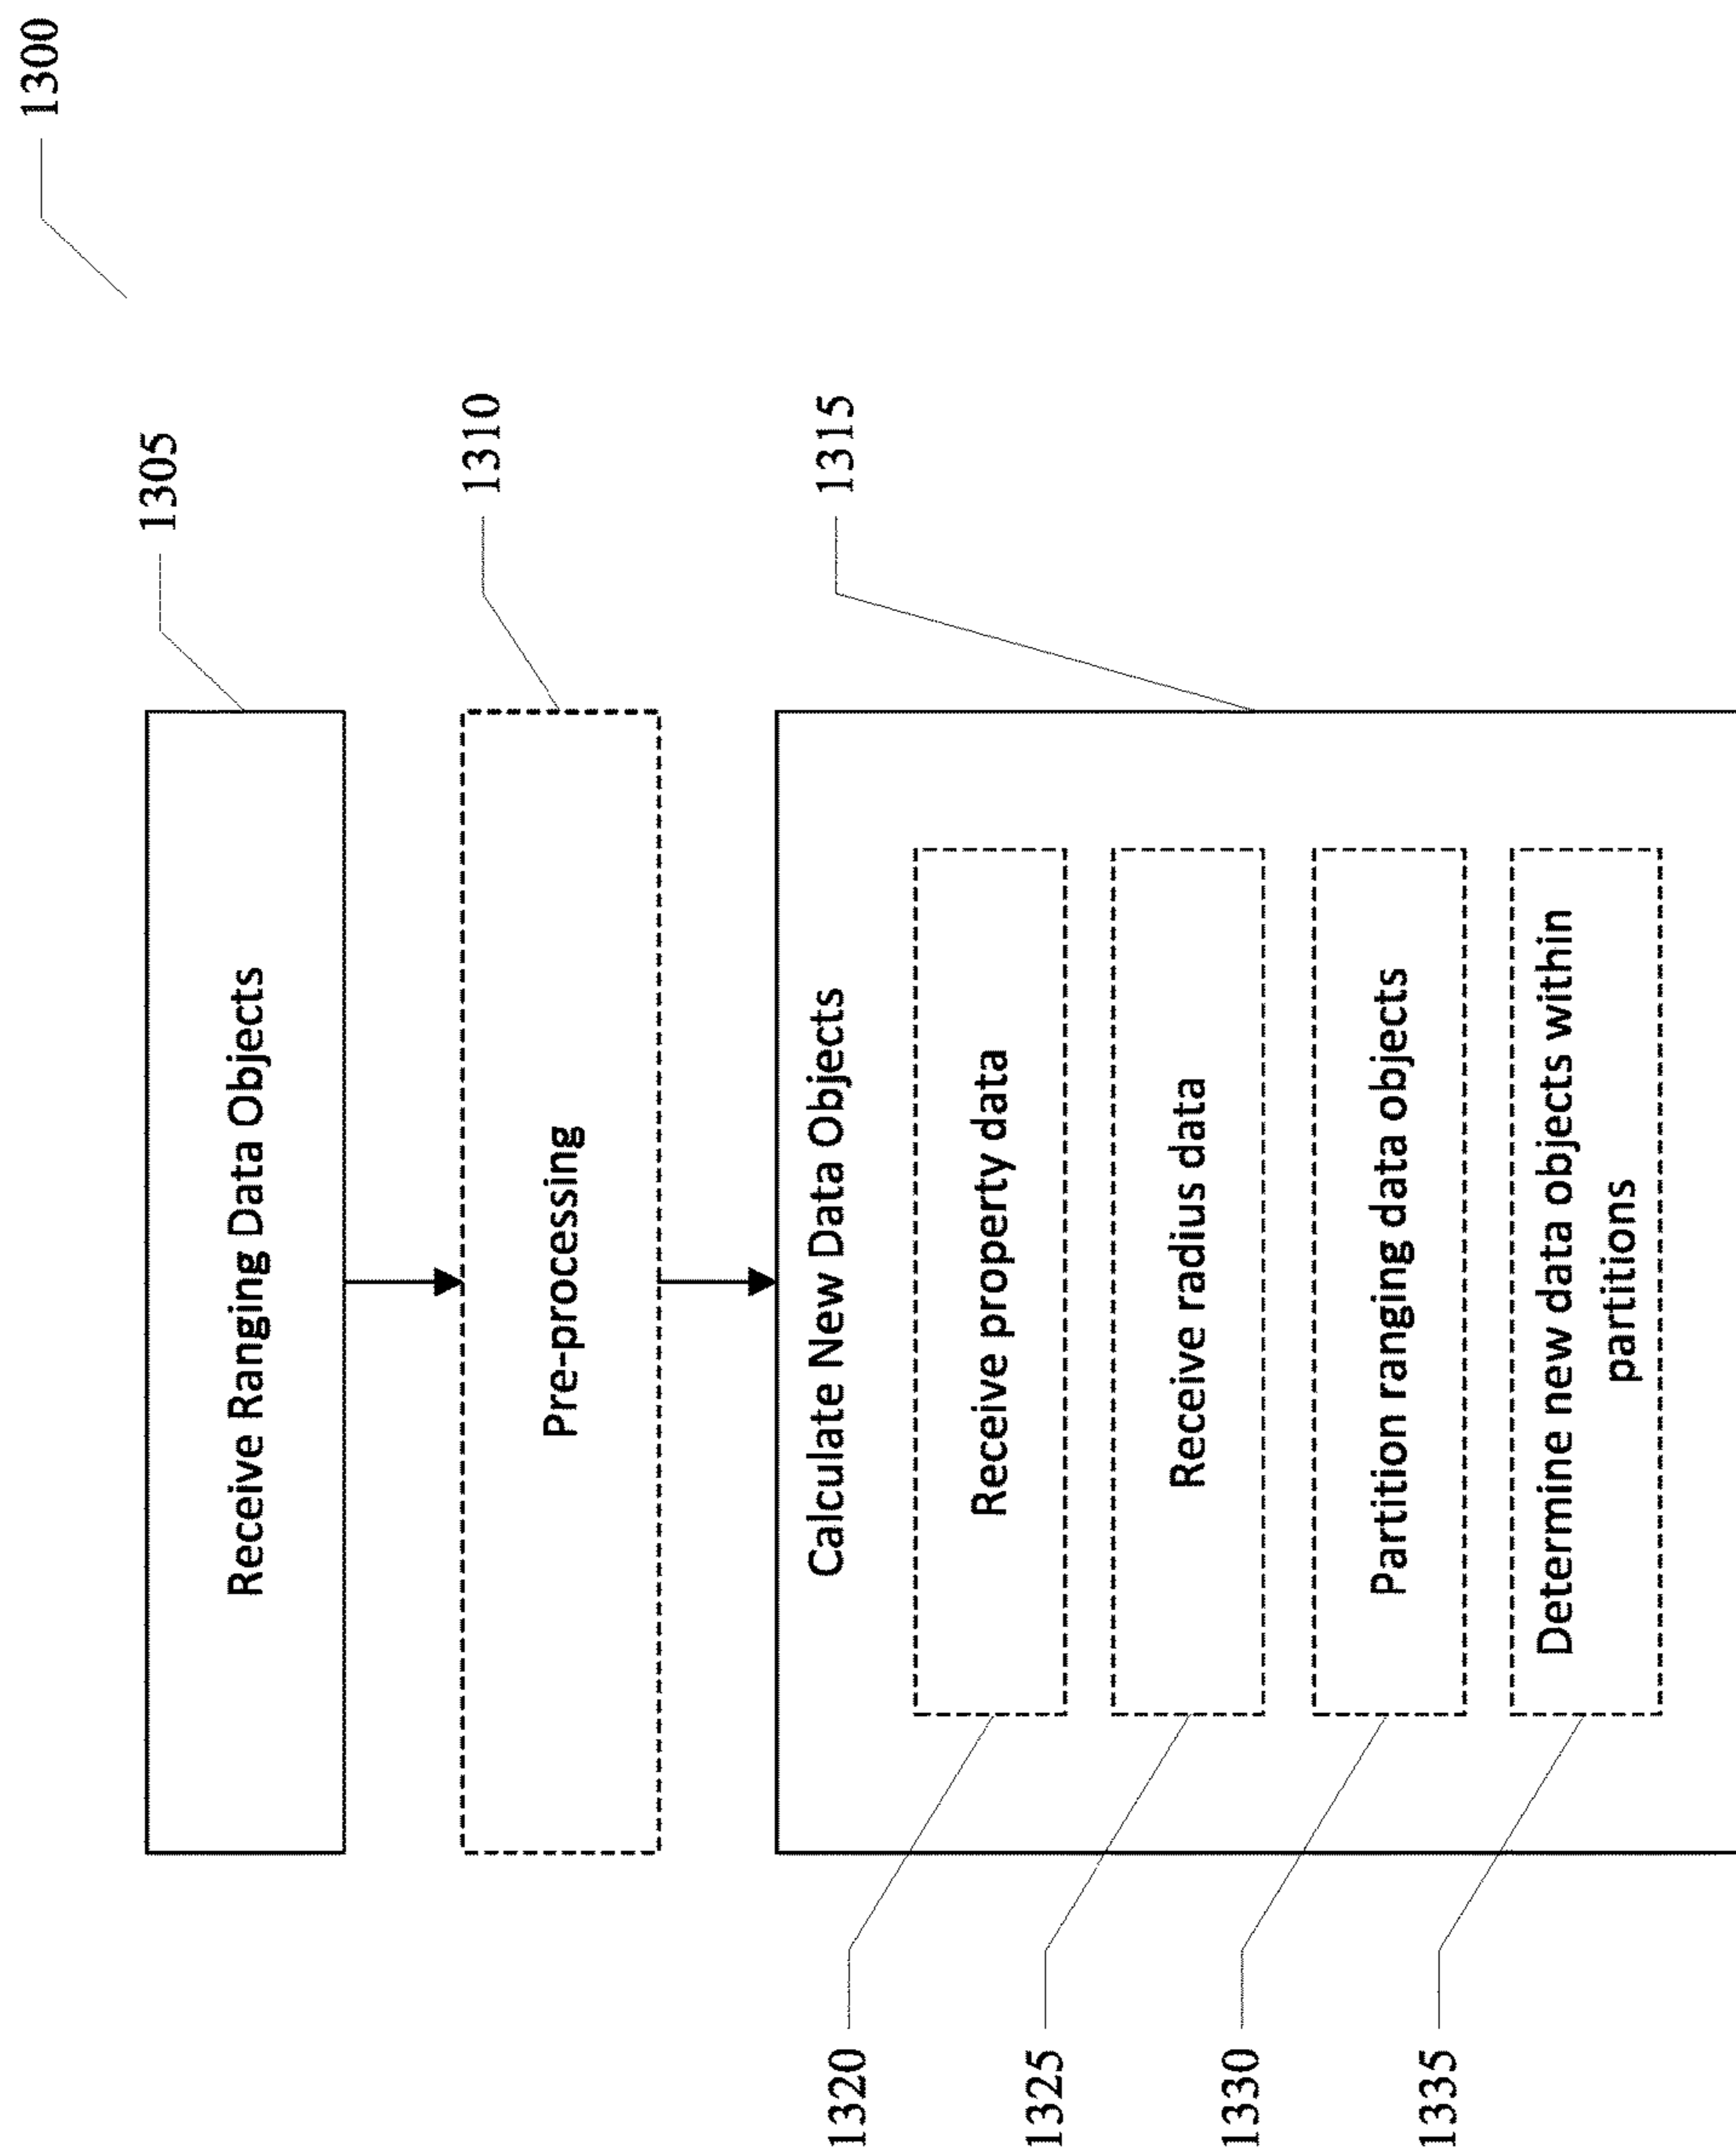 1300
1305
Receive Ranging Data Objects
1310
Pre-processing
1315
Calculate New Data Objects
1320
Receive property data
1325
Receive radius data
1330
Partition ranging data objects
1335
Determine new data objects within
partitions